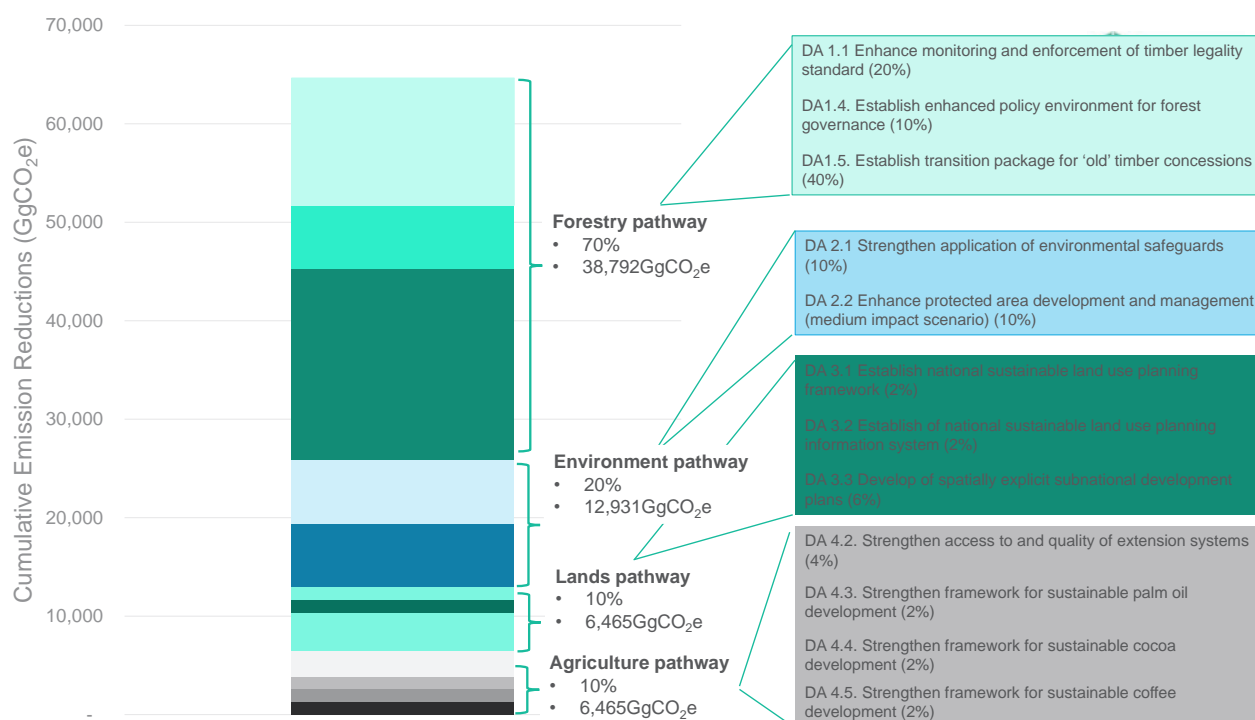 70,000
60,000
50,000
40,000
30,000
20,000
10,000
-
Cumulative Emission Reductions (GgCO₂e)
Forestry pathway
• 70%
• 38,792GgCO₂e
Environment pathway
• 20%
• 12,931GgCO₂e
Lands pathway
• 10%
• 6,465GgCO₂e
Agriculture pathway
• 10%
• 6,465GgCO₂e
DA 1.1 Enhance monitoring and enforcement of timber legality
standard (20%)
DA1.4. Establish enhanced policy environment for forest
governance (10%)
DA1.5. Establish transition package for ‘old’ timber concessions
(40%)
DA 2.1 Strengthen application of environmental safeguards
(10%)
DA 2.2 Enhance protected area development and management
(medium impact scenario) (10%)
DA 3.1 Establish national sustainable land use planning
framework (2%)
DA 3.2 Establish of national sustainable land use planning
information system (2%)
DA 3.3 Develop of spatially explicit subnational development
plans (6%)
DA 4.2. Strengthen access to and quality of extension systems
(4%)
DA 4.3. Strengthen framework for sustainable palm oil
development (2%)
DA 4.4. Strengthen framework for sustainable cocoa
development (2%)
DA 4.5. Strengthen framework for sustainable coffee
development (2%)